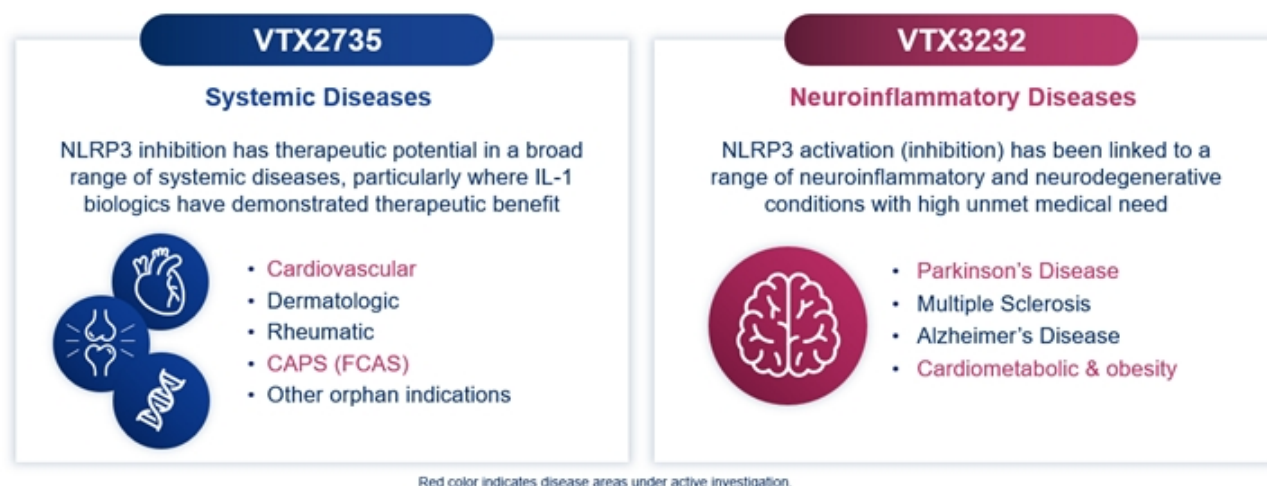 VTX2735
Systemic Diseases
NLRP3 inhibition has therapeutic potential in a broad
range of systemic diseases, particularly where IL-1
biologics have demonstrated therapeutic benefit
• Cardiovascular
• Dermatologic
• Rheumatic
• CAPS (FCAS)
• Other orphan indications
VTX3232
Neuroinflammatory Diseases
NLRP3 activation (inhibition) has been linked to a
range of neuroinflammatory and neurodegenerative
conditions with high unmet medical need
• Parkinson's Disease
• Multiple Sclerosis
• Alzheimer's Disease
• Cardiometabolic & obesity
Red color indicates disease areas under active investigation.